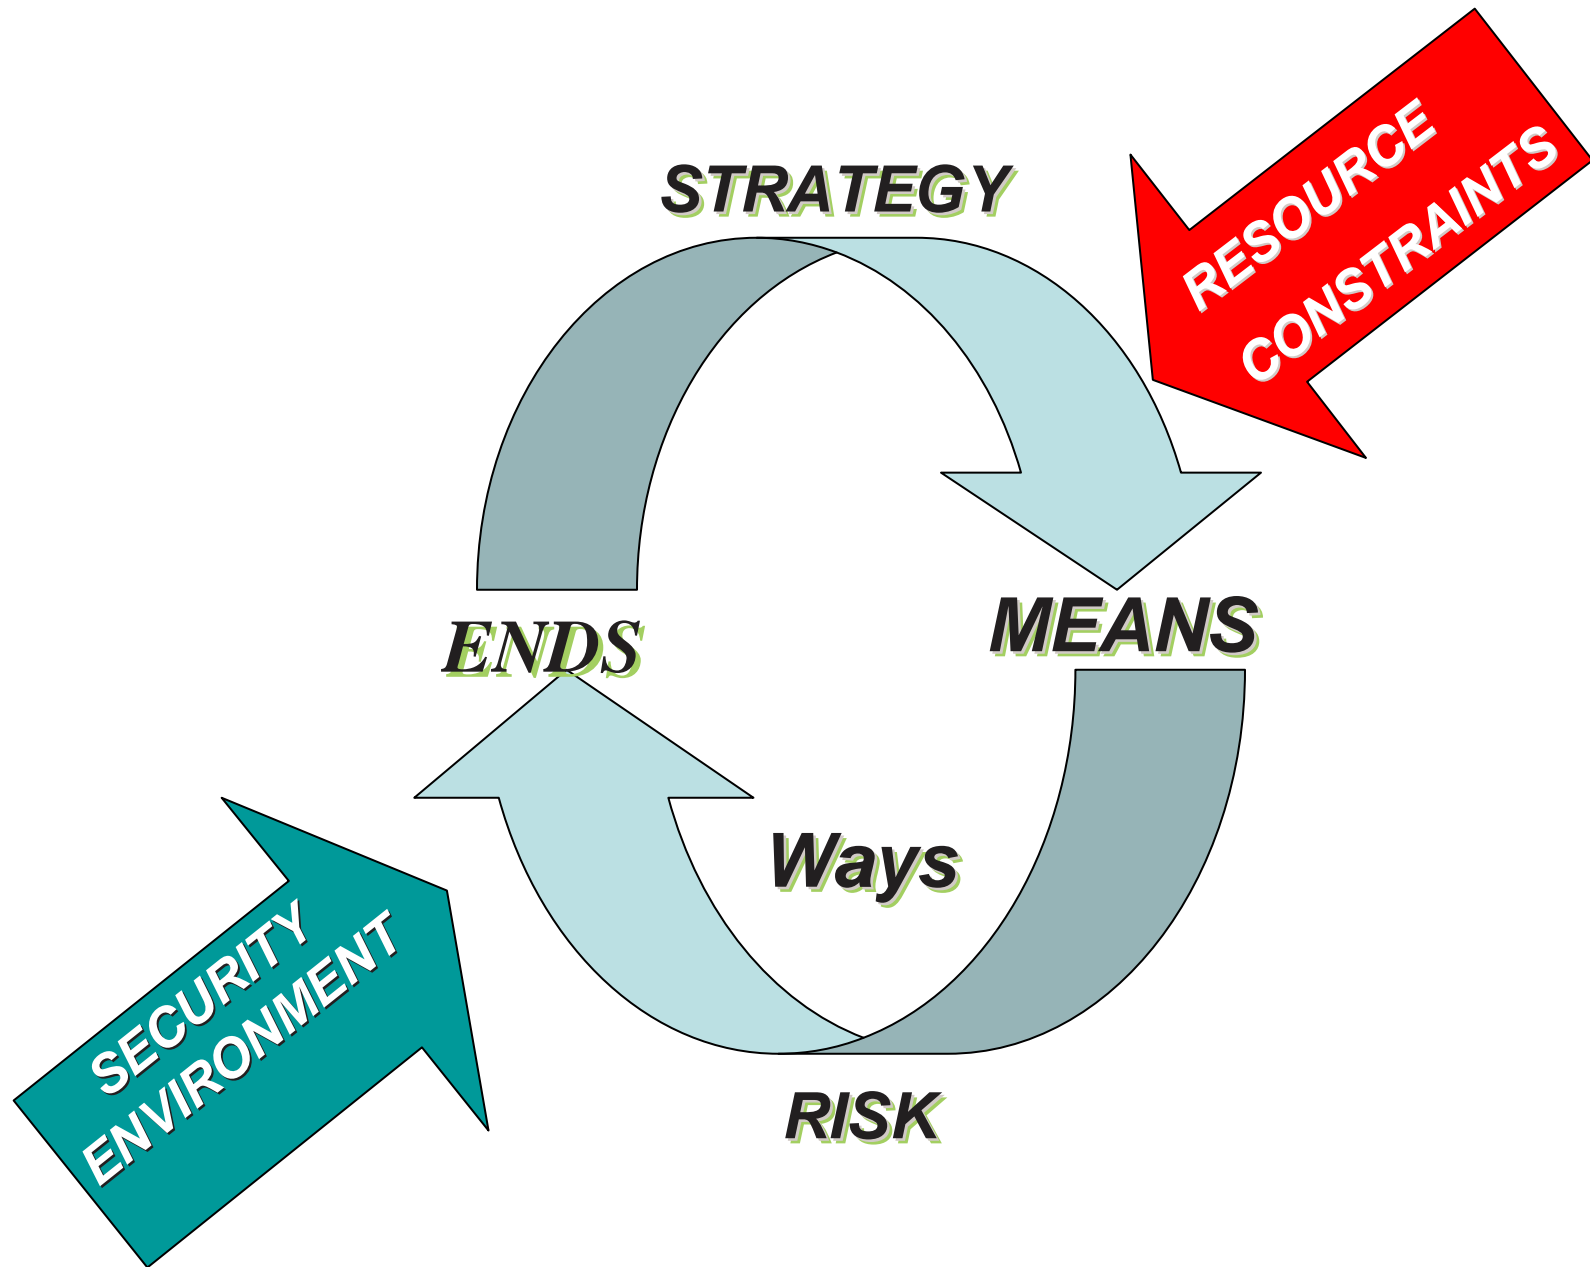 STRATEGY
RESOURCE
CONSTRAINTS
ENDS
MEANS
Ways
SECURITY
ENVIRONMENT
RISK